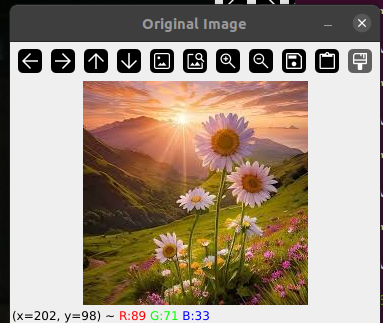 Original Image
(x=202, y=98) ~ R:89 G:71 B:33